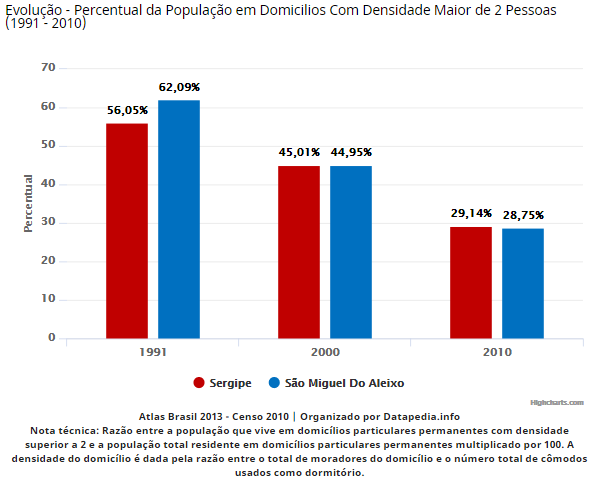 Evolução - Percentual da População em Domicilios Com Densidade Maior de 2 Pessoas
(1991 - 2010)
70
60
50
40
30
20
10
0
Percentual
56,05%
62,09%
45,01%
44,95%
29,14%
28,75%
1991
2000
2010
Sergipe
São Miguel Do Aleixo
Highcharts.com
Atlas Brasil 2013 - Censo 2010 | Organizado por Datapedia.info
Nota técnica: Razão entre a população que vive em domicílios particulares permanentes com densidade
superior a 2 e a população total residente em domicílios particulares permanentes multiplicado por 100. A
densidade do domicílio é dada pela razão entre o total de moradores do domicílio e o número total de cômodos
usados como dormitório.